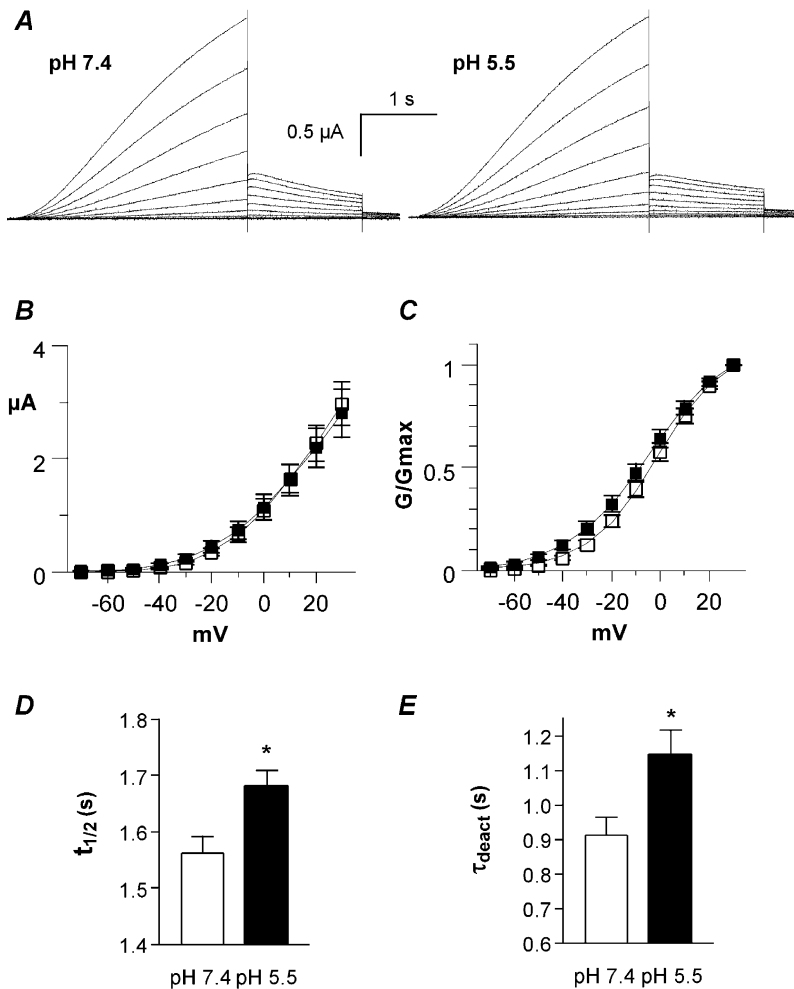 A
pH 7.4
pH 5.5
1 s
0.5 µA
B
C
4
µA
2
0
-60 -40 -20 0 20
mV
1
G/Gmax
0.5
0
-60 -40 -20 0 20
mV
D
E
1.8
1.7
1.6
1.5
1.4
t1/2 (s)
*
pH 7.4 pH 5.5
1.2
1.1
1.0
0.9
0.8
0.7
0.6
τdeact (s)
*
pH 7.4 pH 5.5